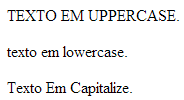 TEXTO EM UPPERCASE.
texto em lowercase.
Texto Em Capitalize.